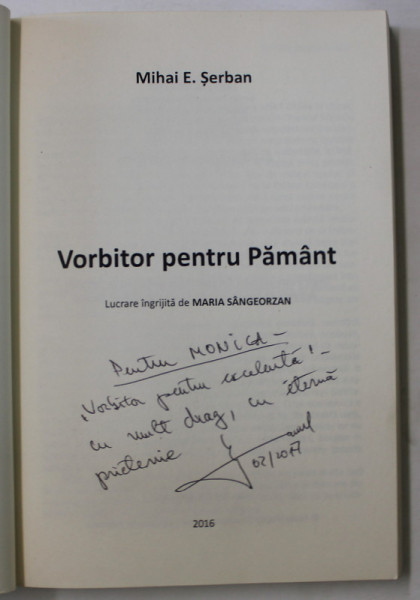 Mihai E. Șerban
Vorbitor pentru Pământ
Lucrare îngrijită de MARIA SÂNGEORZAN
Pentru MONICA –
„Vorbitor pentru excelență" –
cu mult drag, cu eternă
prietenie
02/2017
2016